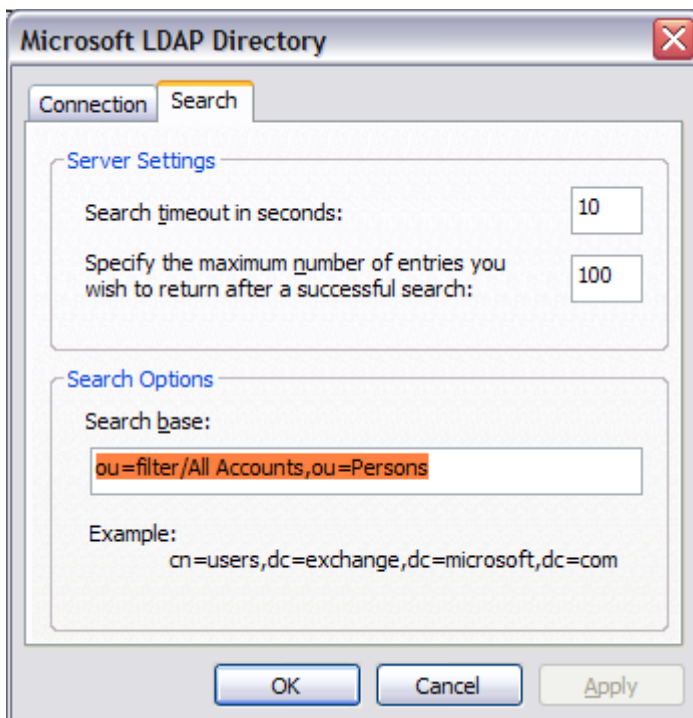 Microsoft LDAP Directory
Connection
Search
Server Settings
Search timeout in seconds:
10
Specify the maximum number of entries you
wish to return after a successful search:
100
Search Options
Search base:
ou=filter/All Accounts,ou=Persons
Example:
cn=users,dc=exchange,dc=microsoft,dc=com
OK
Cancel
Apply